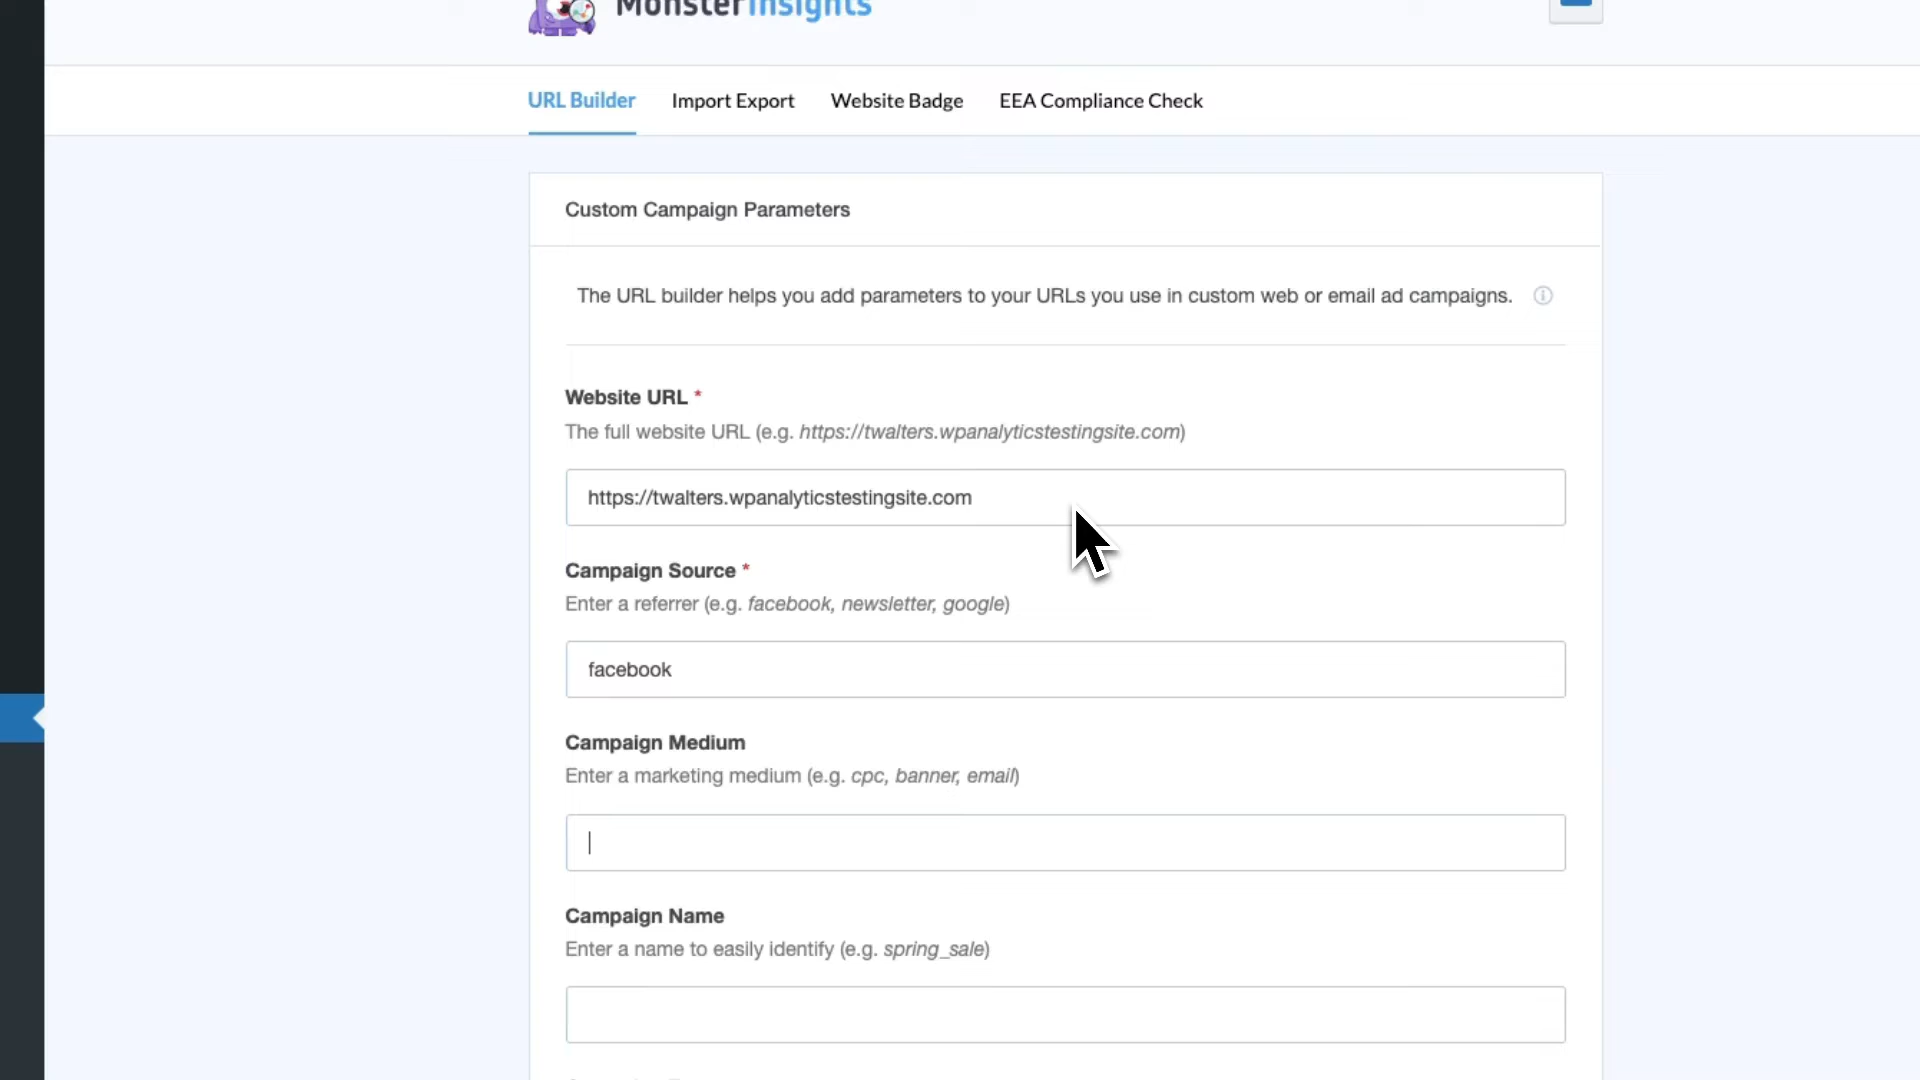 MonsterInsights
URL Builder Import Export Website Badge EEA Compliance Check
Custom Campaign Parameters
The URL builder helps you add parameters to your URLs you use in custom web or email ad campaigns.
Website URL *
The full website URL (e.g. https://twalters.wpanalyticstestingsite.com)
https://twalters.wpanalyticstestingsite.com
Campaign Source *
Enter a referrer (e.g. facebook, newsletter, google)
facebook
Campaign Medium
Enter a marketing medium (e.g. cpc, banner, email)
Campaign Name
Enter a name to easily identify (e.g. spring_sale)